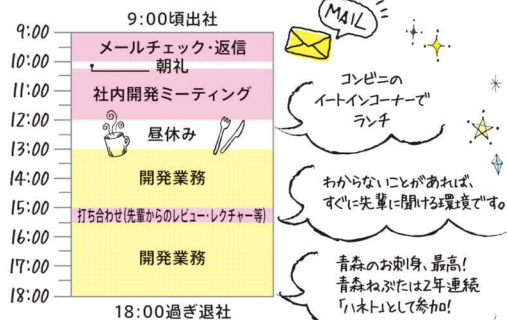 9:00頃出社
MAIL
9:00
メールチェック・返信
10:00
朝礼
11:00
社内開発ミーティング
12:00
昼休み
13:00
14:00
開発業務
15:00
打ち合わせ(先輩からのレビュー・レクチャー等)
16:00
17:00
開発業務
18:00
18:00過ぎ退社
コンビニの
イートインコーナーで
ランチ
わからないことがあれば、
すぐに先輩に聞ける環境です。
青森のお刺身、最高!
青森ねぶたは2年連続
「ハネト」として参加!